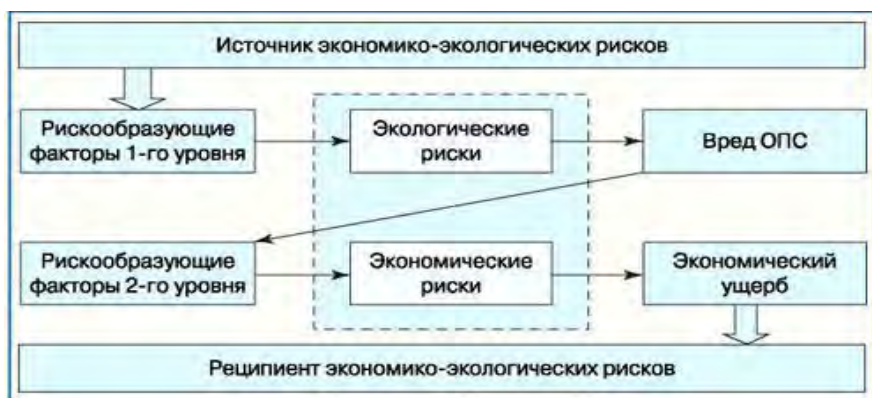 Источник экономико-экологических рисков
Рискообразующие
факторы 1-го уровня
Экологические
риски
Вред ОПС
Рискообразующие
факторы 2-го уровня
Экономические
риски
Экономический
ущерб
Реципиент экономико-экологических рисков